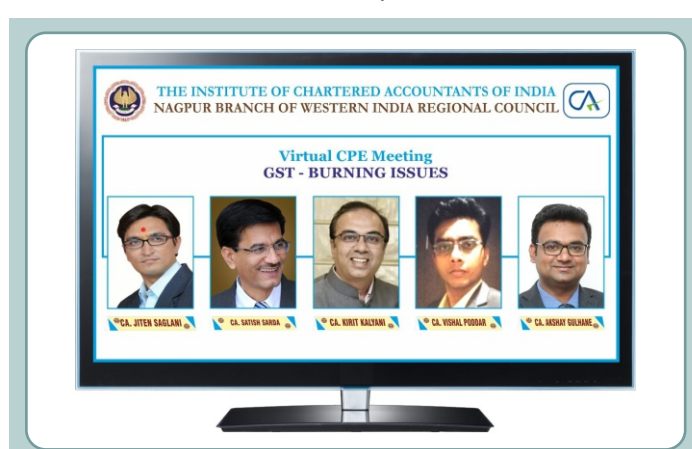 THE INSTITUTE OF CHARTERED ACCOUNTANTS OF INDIA
NAGPUR BRANCH OF WESTERN INDIA REGIONAL COUNCIL
CA
Virtual CPE Meeting
GST - BURNING ISSUES
CA. JITEN SAGLANI
CA. SATISH SARDA
CA. KIRIT KALYANI
CA. VISHAL PODDAR
CA. AKSHAY GULHANE